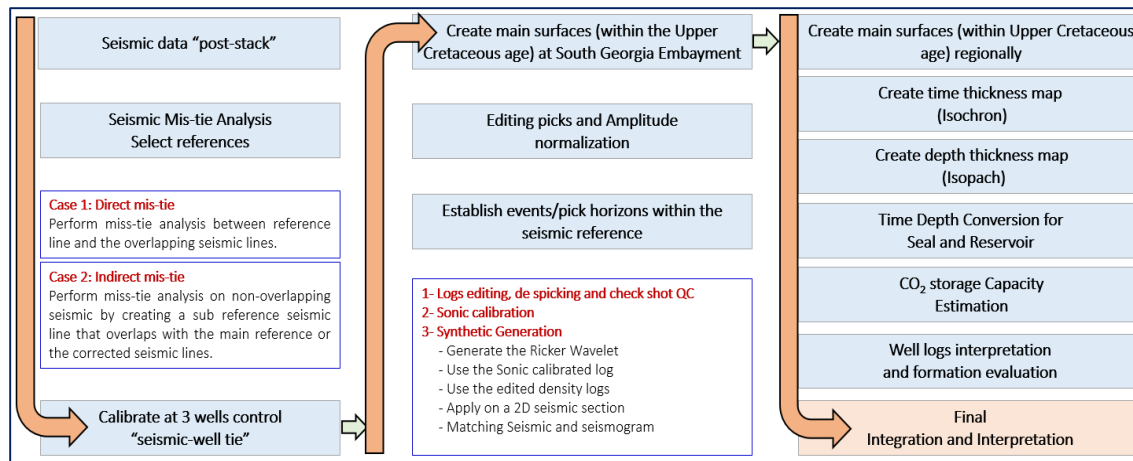 Seismic data “post-stack”
Seismic Mis-tie Analysis
Select references
Case 1: Direct mis-tie
Perform miss-tie analysis between reference
line and the overlapping seismic lines.
Case 2: Indirect mis-tie
Perform miss-tie analysis on non-overlapping
seismic by creating a sub reference seismic
line that overlaps with the main reference or
the corrected seismic lines.
Calibrate at 3 wells control
“seismic-well tie”
Create main surfaces (within the Upper
Cretaceous age) at South Georgia Embayment
Editing picks and Amplitude
normalization
Establish events/pick horizons within the
seismic reference
1- Logs editing, de spicking and check shot QC
2- Sonic calibration
3- Synthetic Generation
- Generate the Ricker Wavelet
- Use the Sonic calibrated log
- Use the edited density logs
- Apply on a 2D seismic section
- Matching Seismic and seismogram
Create main surfaces (within Upper Cretaceous
age) regionally
Create time thickness map
(Isochron)
Create depth thickness map
(Isopach)
Time Depth Conversion for
Seal and Reservoir
CO₂ storage Capacity
Estimation
Well logs interpretation
and formation evaluation
Final
Integration and Interpretation